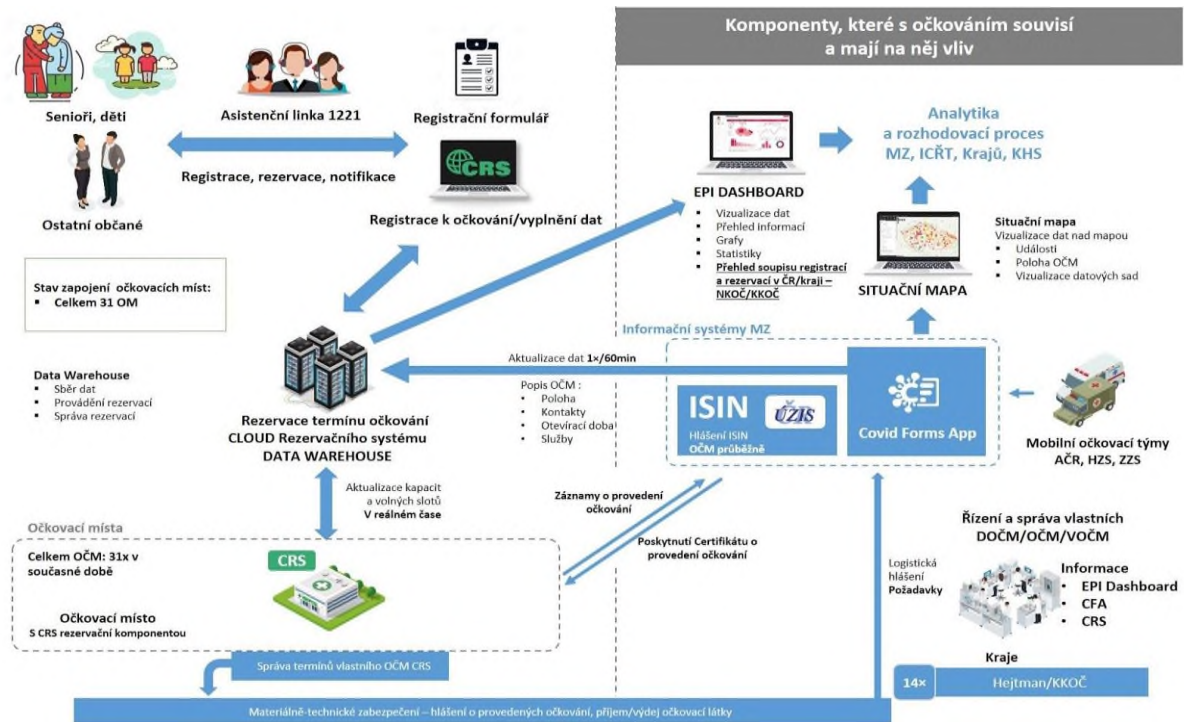 Komponenty, které s očkováním souvisí
a mají na něj vliv
Senioři, děti
Asistenční linka 1221
Registrační formulář
Registrace, rezervace, notifikace
CRS
Ostatní občané
Registrace k očkování/vyplnění dat
Stav zapojení očkovacích míst:
▪ Celkem 31 OM
Data Warehouse
▪ Sběr dat
▪ Provádění rezervací
▪ Správa rezervací
Rezervace termínu očkování
CLOUD Rezervačního systému
DATA WAREHOUSE
EPI DASHBOARD
▪ Vizualizace dat
▪ Přehled informací
▪ Grafy
▪ Statistiky
▪ Přehled soupisu registrací
a rezervací v ČR/kraji –
NKOČ/KKOČ
Analytika
a rozhodovací proces
MZ, ICŘT, Krajů, KHS
SITUAČNÍ MAPA
Situační mapa
Vizualizace dat nad mapou
▪ Události
▪ Poloha OČM
▪ Vizualizace datových sad
Informační systémy MZ
Aktualizace dat 1×/60min
Popis OČM :
• Poloha
• Kontakty
• Otevírací doba
• Služby
ISIN
ÚZIS
Hlášení ISIN
OČM průběžně
Covid Forms App
Mobilní očkovací týmy
AČR, HZS, ZZS
Aktualizace kapacit
a volných slotů
V reálném čase
Záznamy o provedení
očkování
Poskytnutí Certifikátu o
provedení očkování
Očkovací místa
Celkem OČM: 31x v
současné době
CRS
Očkovací místo
S CRS rezervační komponentou
Správa termínů vlastního OČM CRS
Logistická
hlášení
Požadavky
Řízení a správa vlastních
DOČM/OČM/VOČM
Informace
• EPI Dashboard
• CFA
• CRS
Kraje
14×
Hejtman/KKOČ
Materiálně-technické zabezpečení – hlášení o provedených očkování, příjem/výdej očkovací látky